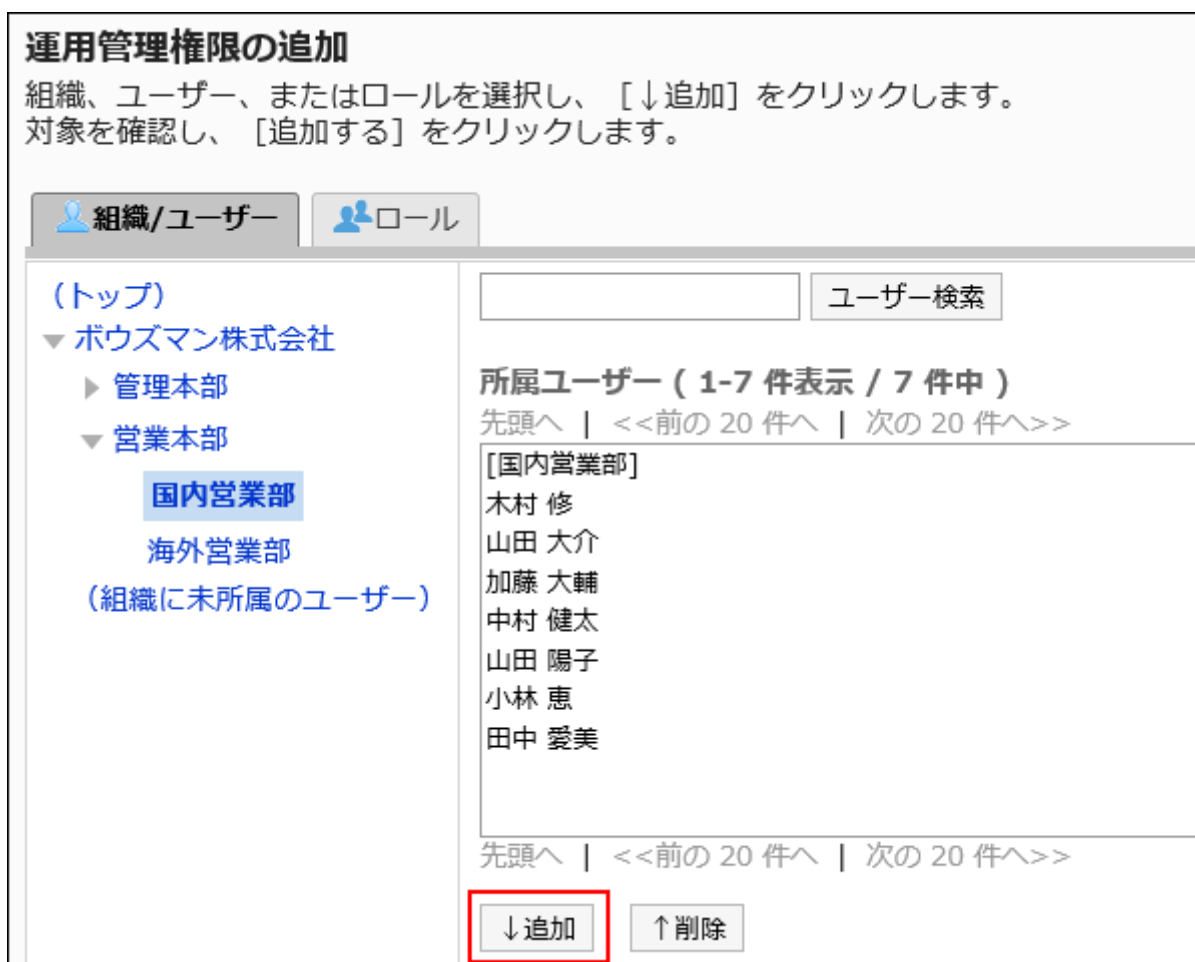 運用管理権限の追加
組織、ユーザー、またはロールを選択し、 [↓追加] をクリックします。
対象を確認し、 [追加する] をクリックします。
組織/ユーザー
ロール
(トップ)
ボウズマン株式会社
管理本部
営業本部
国内営業部
海外営業部
(組織に未所属のユーザー)
ユーザー検索
所属ユーザー ( 1-7 件表示 / 7 件中 )
先頭へ | <<前の 20 件へ | 次の 20 件へ>>
[国内営業部]
木村 修
山田 大介
加藤 大輔
中村 健太
山田 陽子
小林 恵
田中 愛美
先頭へ | <<前の 20 件へ | 次の 20 件へ>>
↓追加 ↑削除